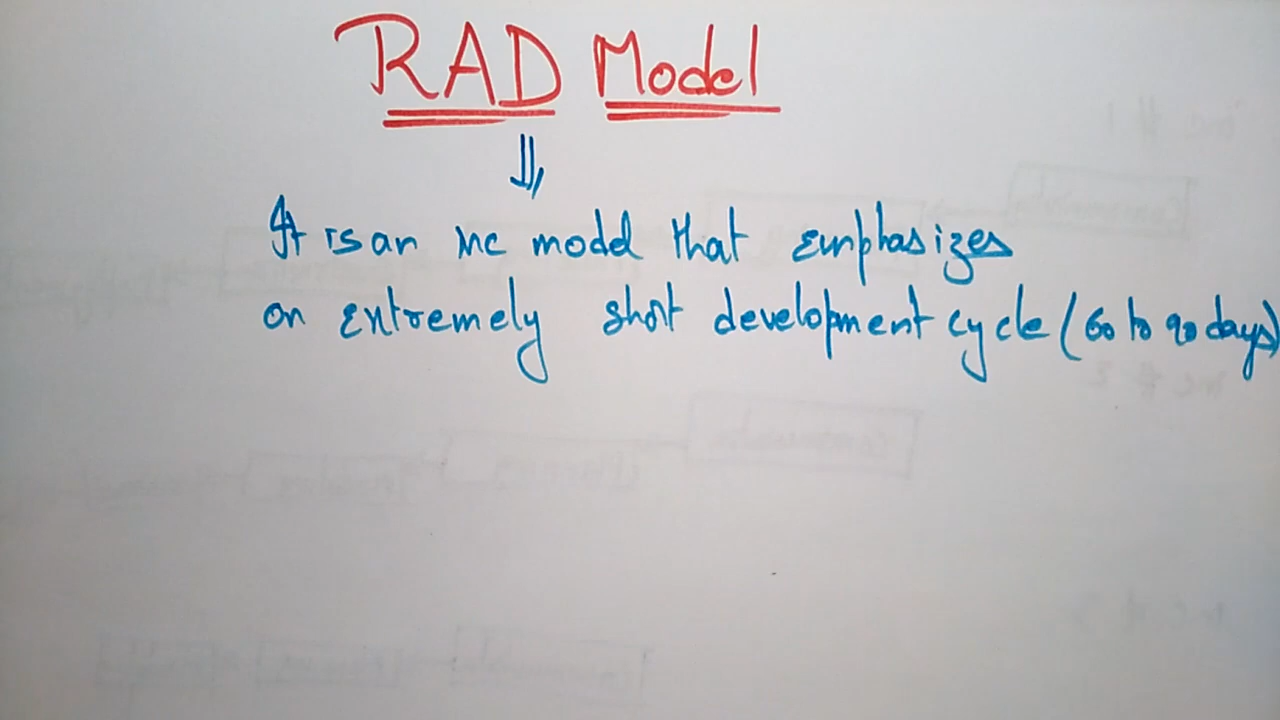 RAD Model
It is an inc model that emphasizes
on extremely short development cycle (60 to 90 days)